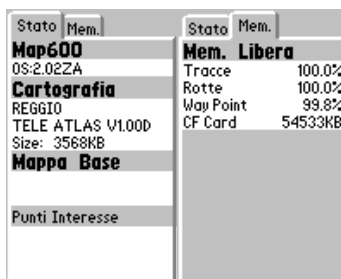 Stato Mem.
Map600
OS:2.02ZA
Cartografia
REGGIO
TELE ATLAS V1.00D
Size: 3568KB
Mappa Base
Punti Interesse
Stato Mem.
Mem. Libera
Tracce 100.0%
Rotte 100.0%
Way Point 99.8%
CF Card 54533KB